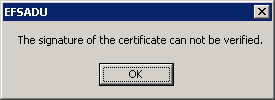 EFSADU
The signature of the certificate can not be verified.
OK